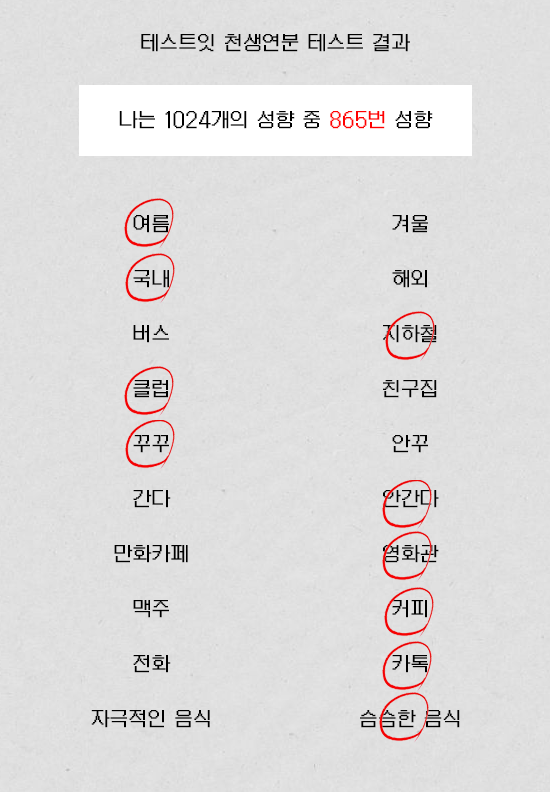 테스트잇 천생연분 테스트 결과
나는 1024개의 성향 중 865번 성향
여름 겨울
국내 해외
버스 지하철
클럽 친구집
꾸꾸 안꾸
간다 안간다
만화카페 영화관
맥주 커피
전화 카톡
자극적인 음식 슴슴한 음식